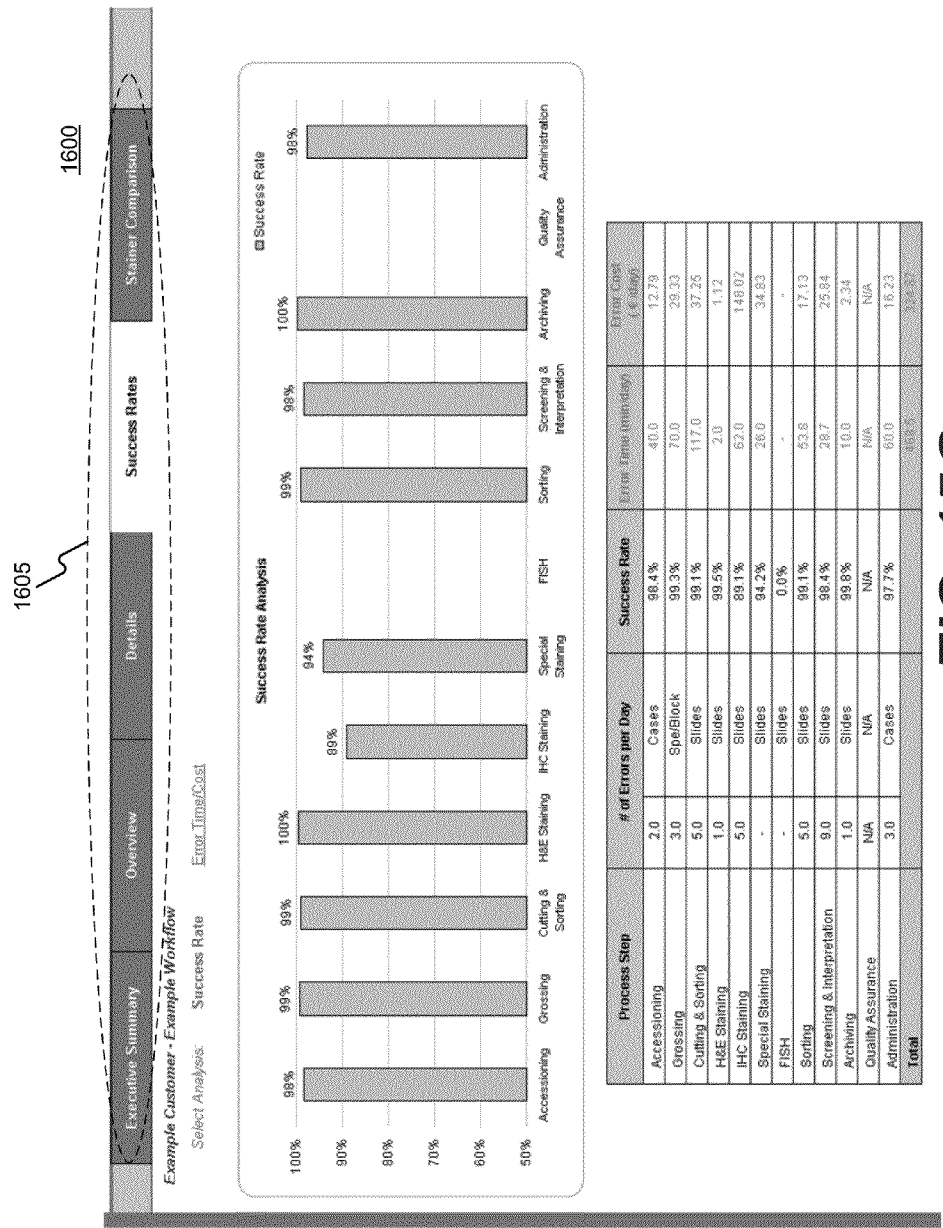 1600
1605
Executive Summary Overview Details Success Rates Stainer Comparison
Example Customer - Example Workflow
Select Analysis: Success Rate Error Time/Cost
Success Rate Analysis
Success Rate
100%
90%
80%
70%
60%
50%
98% 99% 99% 100% 89% 94% 99% 98% 100% 98%
Accessioning Grossing Cutting & Sorting H&E Staining IHC Staining Special Staining FISH Sorting Screening & Interpretation Archiving Quality Assurance Administration
Process Step # of Errors per Day Success Rate Error Time (min/day) Error Cost
Accessioning 2.0 Cases 98.4% 40.0 12.79
Grossing 3.0 Spe/Block 99.3% 70.0 29.33
Cutting & Sorting 5.0 Slides 99.1% 117.0 37.25
H&E Staining 1.0 Slides 99.5% 2.0 1.12
IHC Staining 5.0 Slides 89.1% 62.0 148.02
Special Staining - Slides 94.2% 26.0 34.83
FISH - Slides 0.0% - -
Sorting 5.0 Slides 99.1% 53.8 17.13
Screening & Interpretation 9.0 Slides 98.4% 28.7 25.84
Archiving 1.0 Slides 99.8% 10.0 2.34
Quality Assurance N/A N/A N/A N/A N/A
Administration 3.0 Cases 97.7% 60.0 16.23
Total